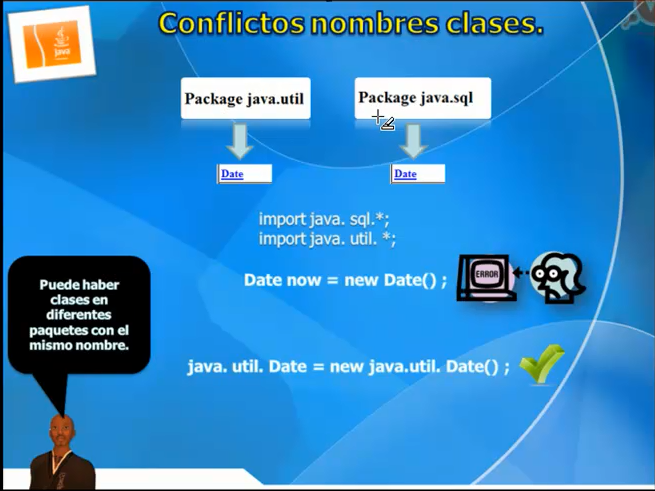 Conflictos nombres clases.
Java
Package java.util
Package java.sql
Date
Date
import java. sql.*;
import java. util. *;
Date now = new Date() ;
ERROR
Puede haber
clases en
diferentes
paquetes con el
mismo nombre.
java. util. Date = new java.util. Date() ;